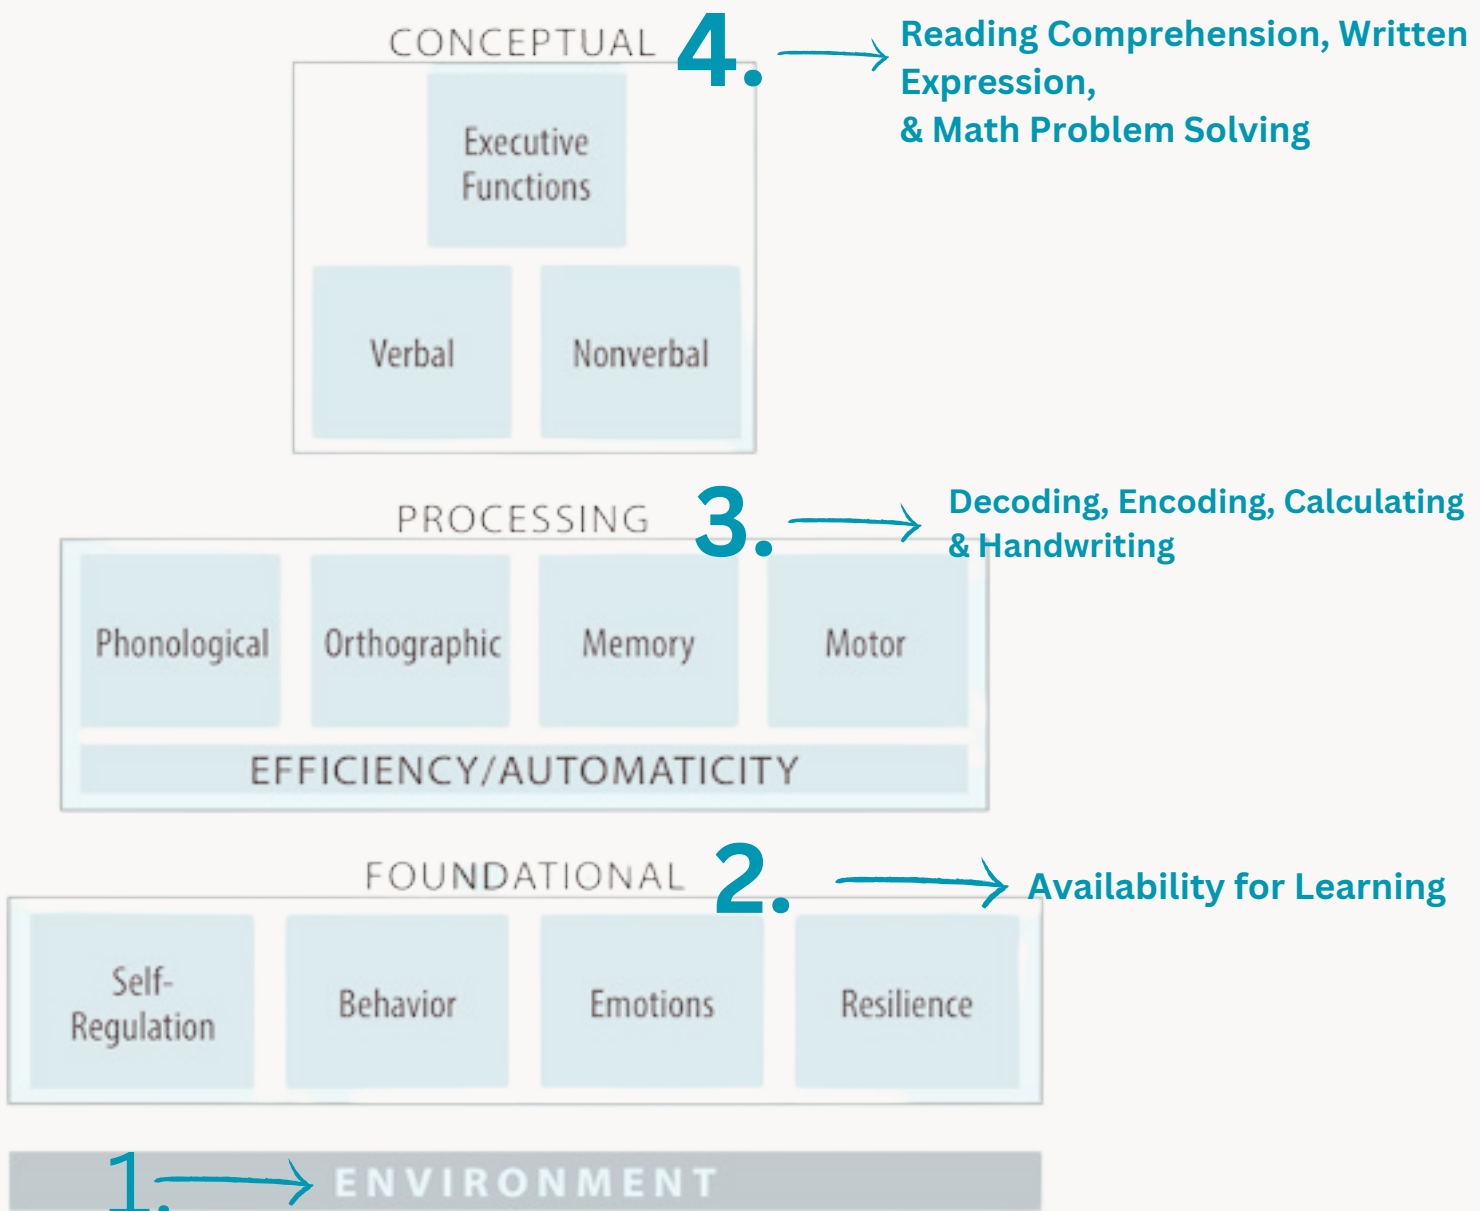 CONCEPTUAL 4. Reading Comprehension, Written
Expression,
& Math Problem Solving
Executive
Functions
Verbal Nonverbal
PROCESSING 3. Decoding, Encoding, Calculating
& Handwriting
Phonological Orthographic Memory Motor
EFFICIENCY/AUTOMATICITY
FOUNDATIONAL 2. Availability for Learning
Self-
Regulation
Behavior Emotions Resilience
1. ENVIRONMENT